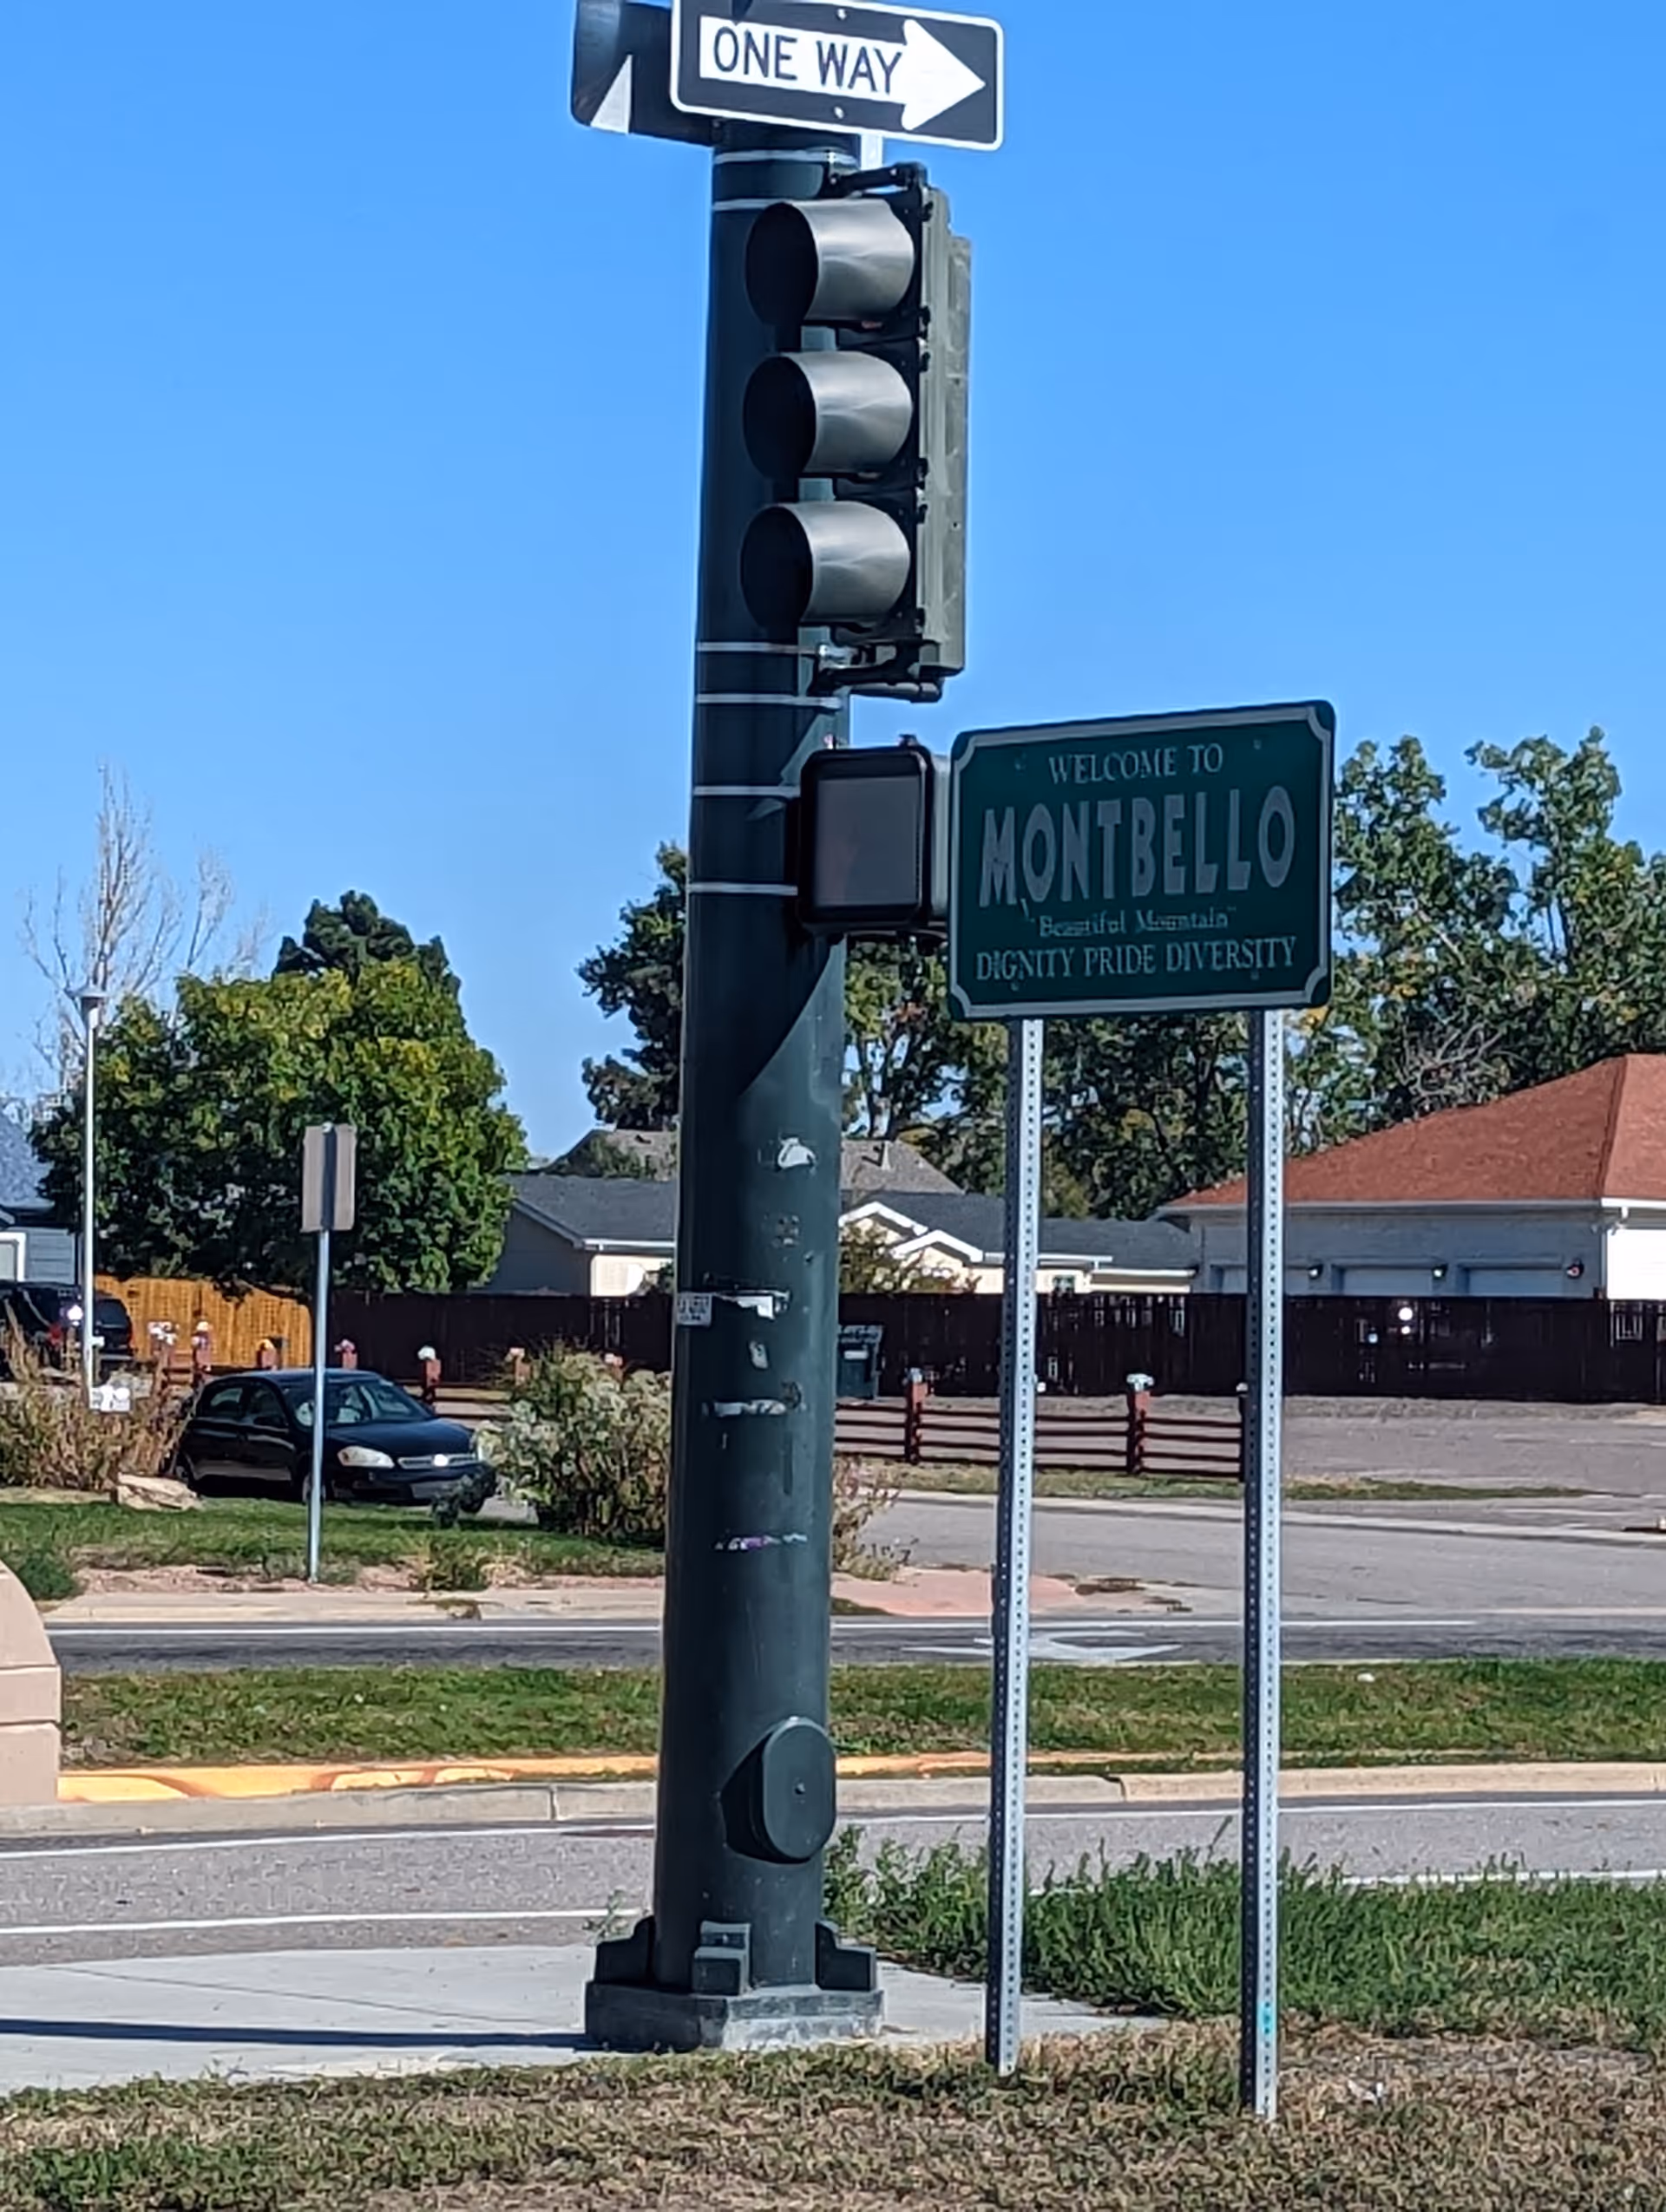 ONE WAY
WELCOME TO
MONTBELLO
"Beautiful Mountain"
DIGNITY PRIDE DIVERSITY